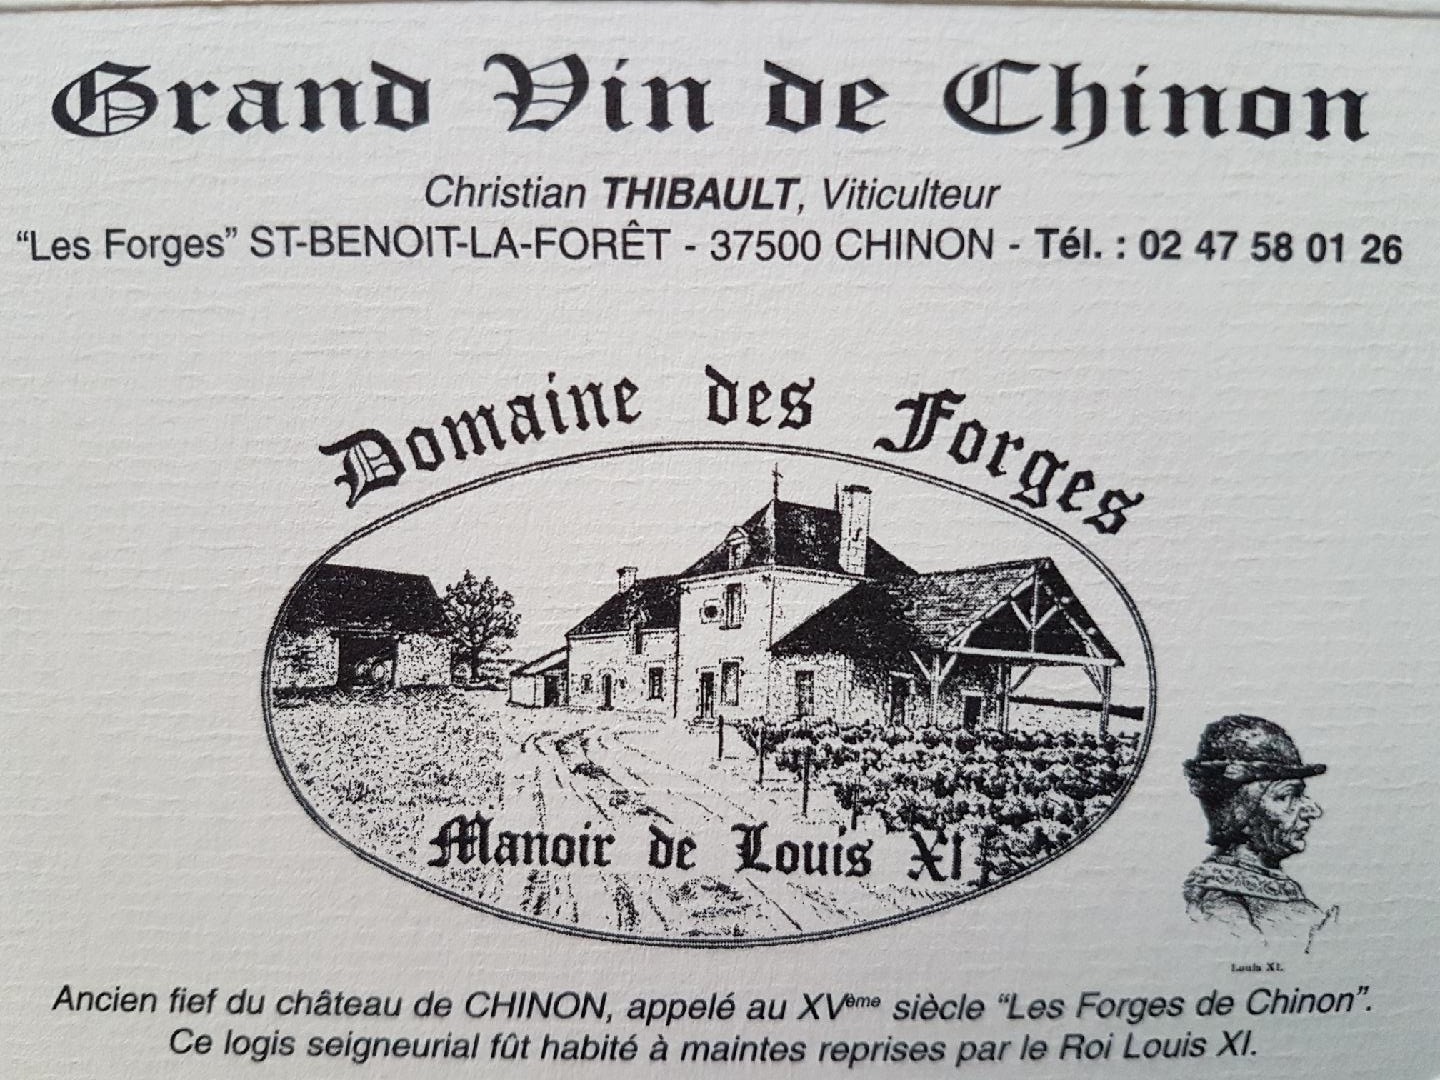 Grand Vin de Chinon
Christian THIBAULT, Viticulteur
“Les Forges” ST-BENOIT-LA-FORÊT - 37500 CHINON - Tél. : 02 47 58 01 26
Domaine des Forges
Manoir de Louis XI
Louis XI.
Ancien fief du château de CHINON, appelé au XVème siècle “Les Forges de Chinon”.
Ce logis seigneurial fût habité à maintes reprises par le Roi Louis XI.